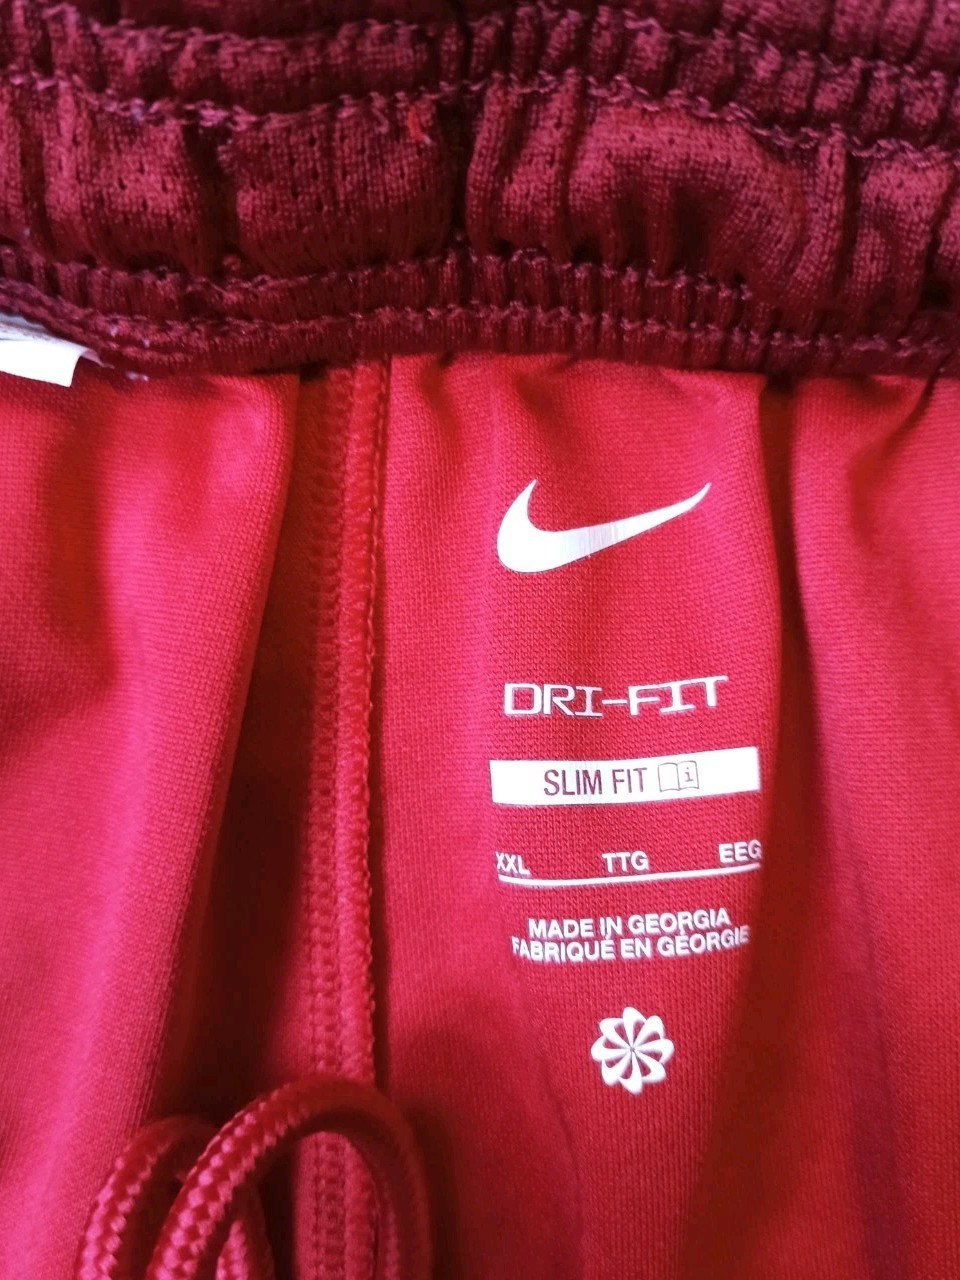 DRI-FIT
SLIM FIT
XXL TTG EEG
MADE IN GEORGIA
FABRIQUÉ EN GÉORGIE